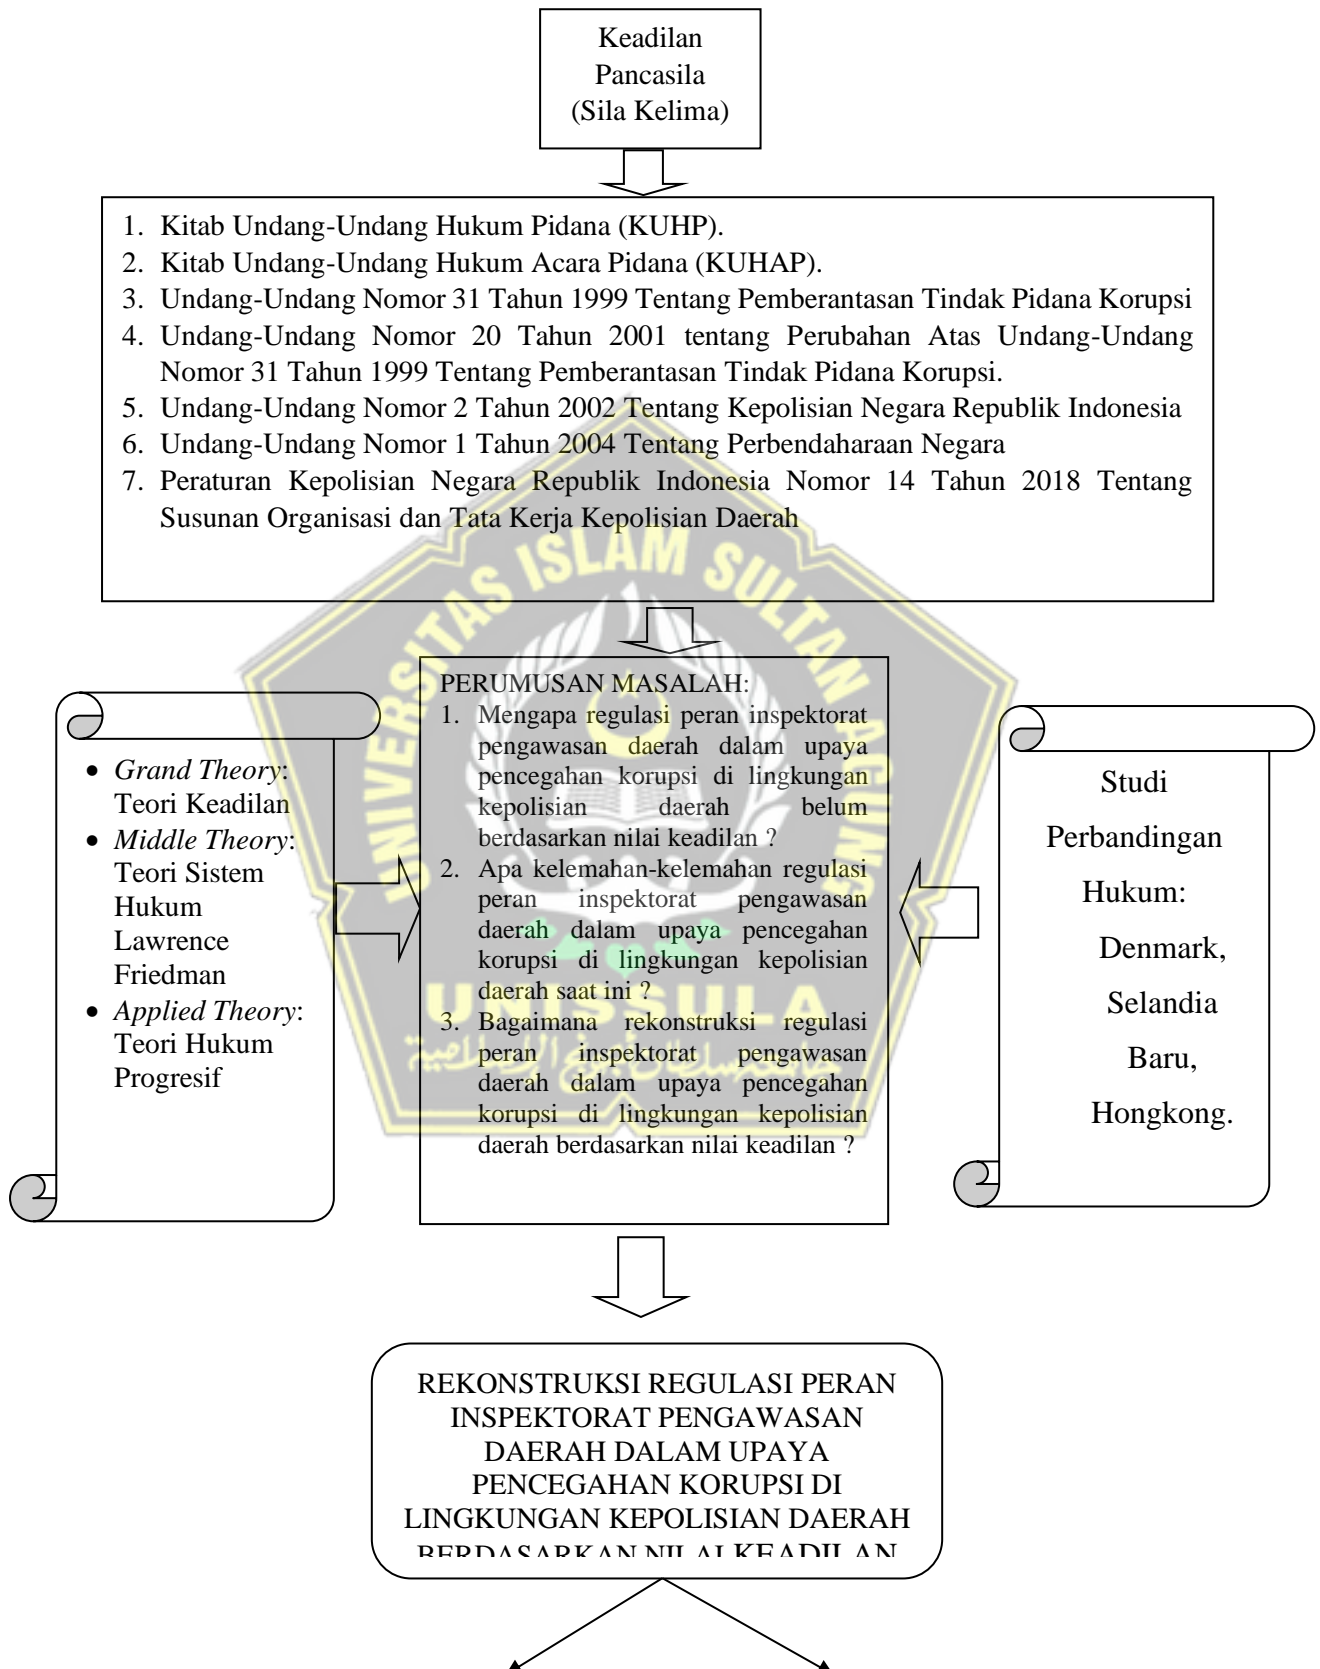 Keadilan
Pancasila
(Sila Kelima)
1. Kitab Undang-Undang Hukum Pidana (KUHP).
2. Kitab Undang-Undang Hukum Acara Pidana (KUHAP).
3. Undang-Undang Nomor 31 Tahun 1999 Tentang Pemberantasan Tindak Pidana Korupsi
4. Undang-Undang Nomor 20 Tahun 2001 tentang Perubahan Atas Undang-Undang
Nomor 31 Tahun 1999 Tentang Pemberantasan Tindak Pidana Korupsi.
5. Undang-Undang Nomor 2 Tahun 2002 Tentang Kepolisian Negara Republik Indonesia
6. Undang-Undang Nomor 1 Tahun 2004 Tentang Perbendaharaan Negara
7. Peraturan Kepolisian Negara Republik Indonesia Nomor 14 Tahun 2018 Tentang
Susunan Organisasi dan Tata Kerja Kepolisian Daerah
UNIVERSITAS ISLAM SULTAN AGUNG
• Grand Theory:
Teori Keadilan
• Middle Theory:
Teori Sistem
Hukum
Lawrence
Friedman
• Applied Theory:
Teori Hukum
Progresif
PERUMUSAN MASALAH:
1. Mengapa regulasi peran inspektorat
pengawasan daerah dalam upaya
pencegahan korupsi di lingkungan
kepolisian daerah belum
berdasarkan nilai keadilan ?
2. Apa kelemahan-kelemahan regulasi
peran inspektorat pengawasan
daerah dalam upaya pencegahan
korupsi di lingkungan kepolisian
daerah saat ini ?
3. Bagaimana rekonstruksi regulasi
peran inspektorat pengawasan
daerah dalam upaya pencegahan
korupsi di lingkungan kepolisian
daerah berdasarkan nilai keadilan ?
UNISSULA
Studi
Perbandingan
Hukum:
Denmark,
Selandia
Baru,
Hongkong.
REKONSTRUKSI REGULASI PERAN
INSPEKTORAT PENGAWASAN
DAERAH DALAM UPAYA
PENCEGAHAN KORUPSI DI
LINGKUNGAN KEPOLISIAN DAERAH
BERDASARKAN NILAI KEADILAN